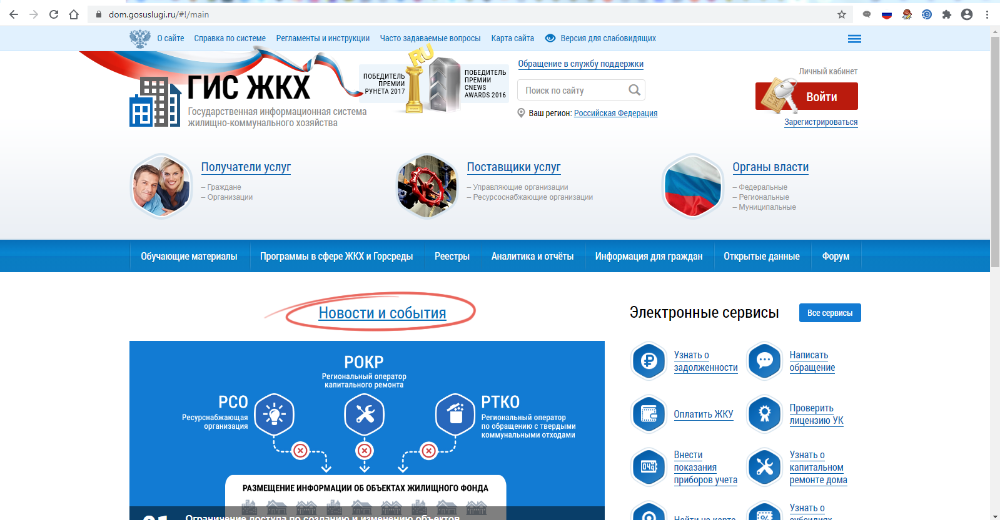 dom.gosuslugi.ru/#!/main
О сайте Справка по системе Регламенты и инструкции Часто задаваемые вопросы Карта сайта Версия для слабовидящих
ГИС ЖКХ
Государственная информационная система
жилищно-коммунального хозяйства
ПОБЕДИТЕЛЬ
ПРЕМИИ
РУНЕТА 2017
RU
ПОБЕДИТЕЛЬ
ПРЕМИИ
CNEWS
AWARDS 2016
Обращение в службу поддержки
Поиск по сайту
Ваш регион: Российская Федерация
Личный кабинет
Войти
Зарегистрироваться
Получатели услуг
– Граждане
– Организации
Поставщики услуг
– Управляющие организации
– Ресурсоснабжающие организации
Органы власти
– Федеральные
– Региональные
– Муниципальные
Обучающие материалы Программы в сфере ЖКХ и Горсреды Реестры Аналитика и отчёты Информация для граждан Открытые данные Форум
Новости и события
РОКР
Региональный оператор
капитального ремонта
РСО
Ресурснабжающая
организация
РТКО
Региональный оператор
по обращению с твердыми
коммунальными отходами
РАЗМЕЩЕНИЕ ИНФОРМАЦИИ ОБ ОБЪЕКТАХ ЖИЛИЩНОГО ФОНДА
Ограничение доступа по созданию и изменению объектов
Электронные сервисы
Все сервисы
Узнать о
задолженности
Написать
обращение
Оплатить ЖКУ
Проверить
лицензию УК
Внести
показания
приборов учета
Узнать о
капитальном
ремонте дома
Найти на карте
Узнать о
субсидиях